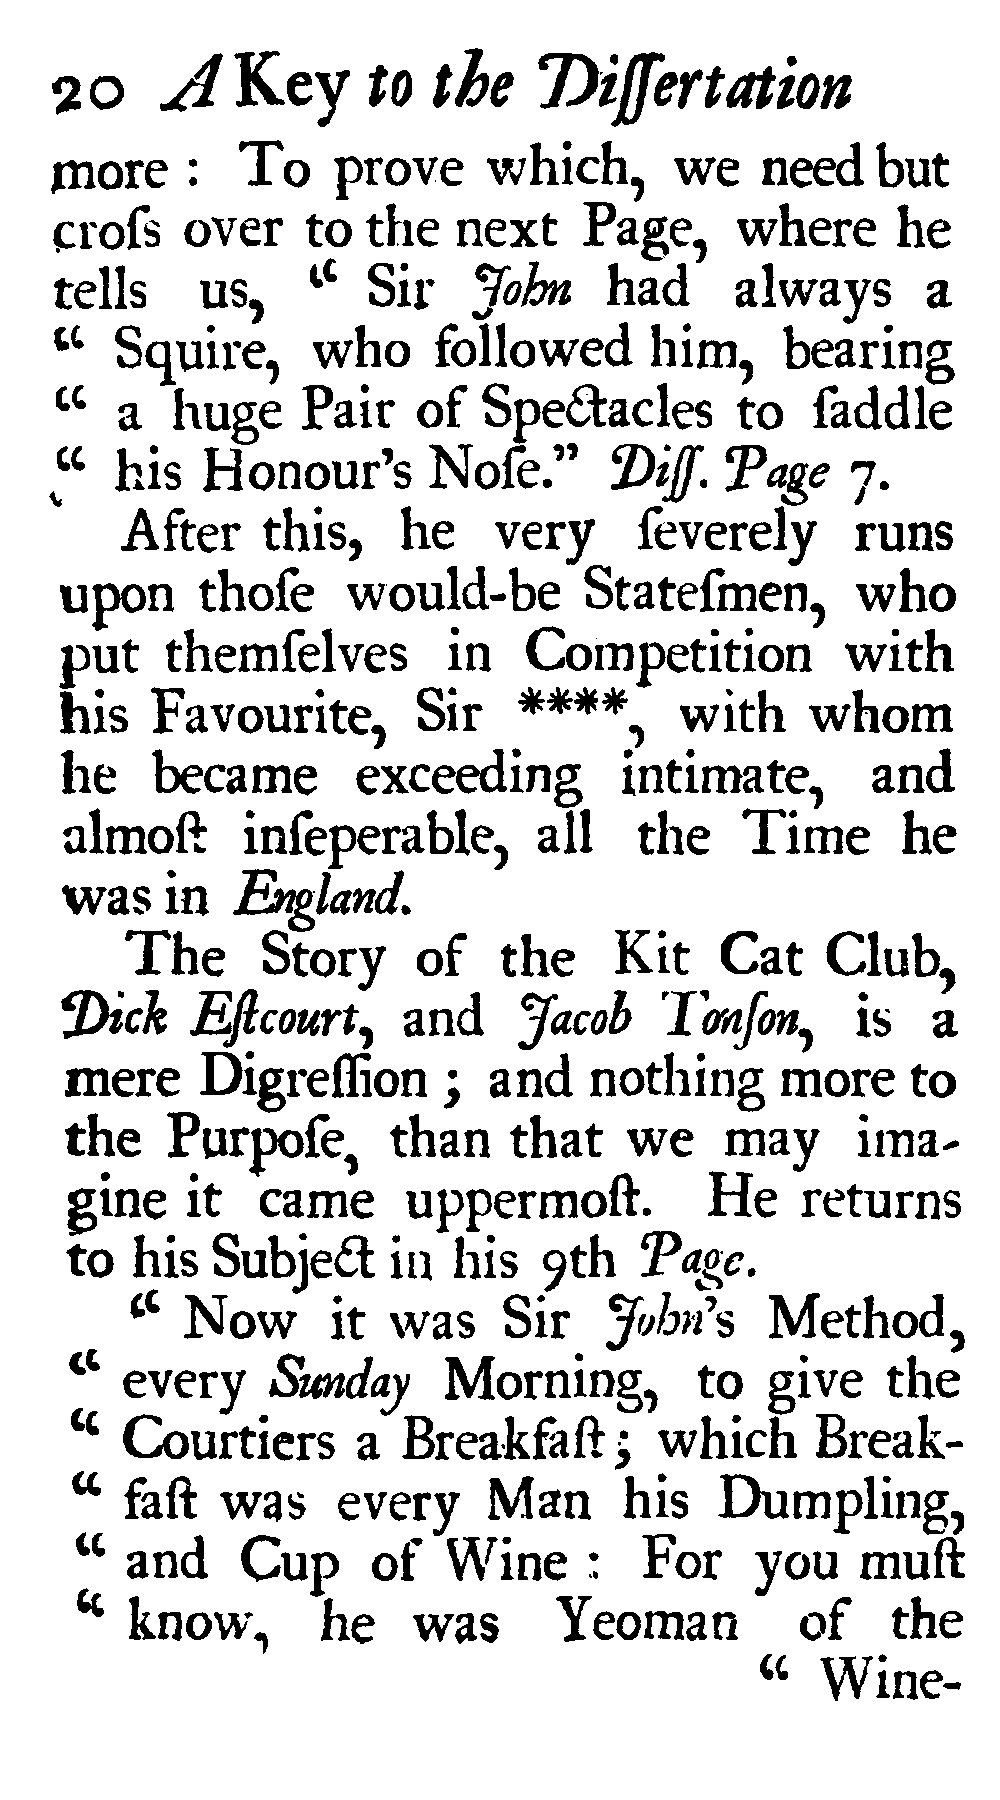 20 A Key to the Diſſertation
more : To prove which, we need but
croſs over to the next Page, where he
tells us, “ Sir John had always a
“ Squire, who followed him, bearing
“ a huge Pair of Spectacles to ſaddle
“ his Honour’s Noſe.” Diſſ. Page 7.
After this, he very ſeverely runs
upon thoſe would-be Stateſmen, who
put themſelves in Competition with
his Favourite, Sir ****, with whom
he became exceeding intimate, and
almoſt inſeperable, all the Time he
was in England.
The Story of the Kit Cat Club,
Dick Eſtcourt, and Jacob Tonſon, is a
mere Digreſſion ; and nothing more to
the Purpoſe, than that we may ima-
gine it came uppermoſt. He returns
to his Subject in his 9th Page.
“ Now it was Sir John’s Method,
“ every Sunday Morning, to give the
“ Courtiers a Breakfaſt ; which Break-
“ faſt was every Man his Dumpling,
“ and Cup of Wine : For you muſt
“ know, he was Yeoman of the
“ Wine-